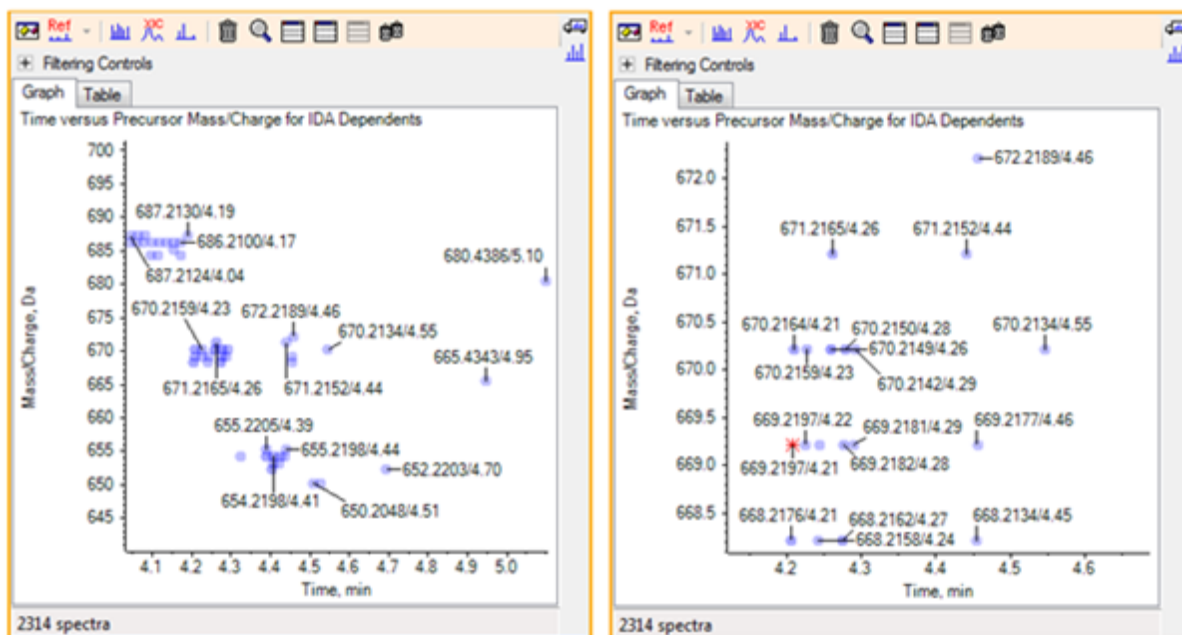 Ref
XIC
Filtering Controls
Graph Table
Time versus Precursor Mass/Charge for IDA Dependents
Mass/Charge, Da
700
695
690
685
680
675
670
665
660
655
650
645
687.2130/4.19
686.2100/4.17
687.2124/4.04
680.4386/5.10
670.2159/4.23
672.2189/4.46
670.2134/4.55
665.4343/4.95
671.2165/4.26
671.2152/4.44
655.2205/4.39
655.2198/4.44
652.2203/4.70
654.2198/4.41
650.2048/4.51
4.1 4.2 4.3 4.4 4.5 4.6 4.7 4.8 4.9 5.0
Time, min
2314 spectra
Ref
XIC
Filtering Controls
Graph Table
Time versus Precursor Mass/Charge for IDA Dependents
Mass/Charge, Da
672.0
671.5
671.0
670.5
670.0
669.5
669.0
668.5
672.2189/4.46
671.2165/4.26
671.2152/4.44
670.2164/4.21
670.2150/4.28
670.2134/4.55
670.2149/4.26
670.2159/4.23
670.2142/4.29
669.2197/4.22
669.2181/4.29
669.2177/4.46
669.2197/4.21
669.2182/4.28
668.2176/4.21
668.2162/4.27
668.2134/4.45
668.2158/4.24
4.2 4.3 4.4 4.5 4.6
Time, min
2314 spectra